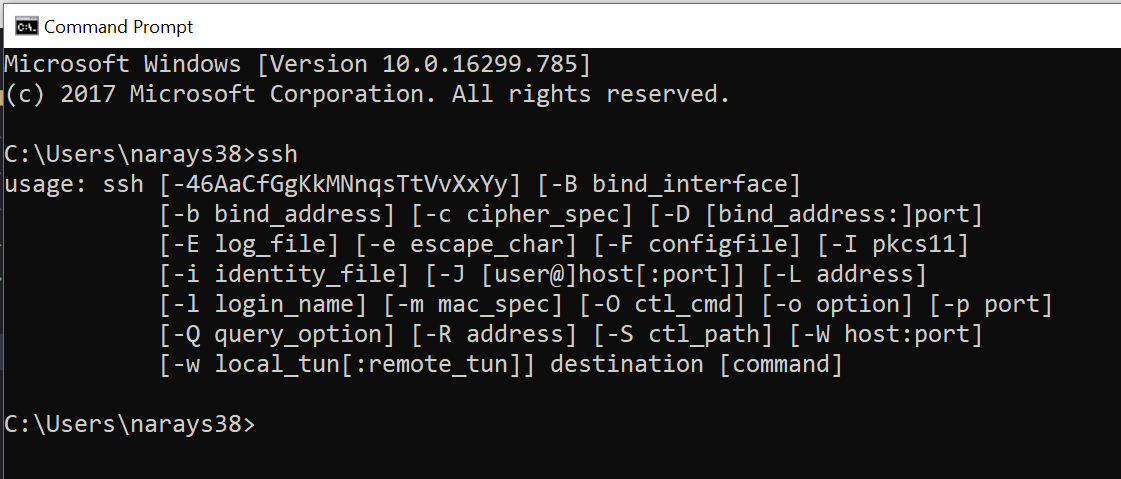 Command Prompt
Microsoft Windows [Version 10.0.16299.785]
(c) 2017 Microsoft Corporation. All rights reserved.
C:\Users\narays38>ssh
usage: ssh [-46AaCfGgKkMNnqsTtVvXxYy] [-B bind_interface]
           [-b bind_address] [-c cipher_spec] [-D [bind_address:]port]
           [-E log_file] [-e escape_char] [-F configfile] [-I pkcs11]
           [-i identity_file] [-J [user@]host[:port]] [-L address]
           [-l login_name] [-m mac_spec] [-O ctl_cmd] [-o option] [-p port]
           [-Q query_option] [-R address] [-S ctl_path] [-W host:port]
           [-w local_tun[:remote_tun]] destination [command]
C:\Users\narays38>